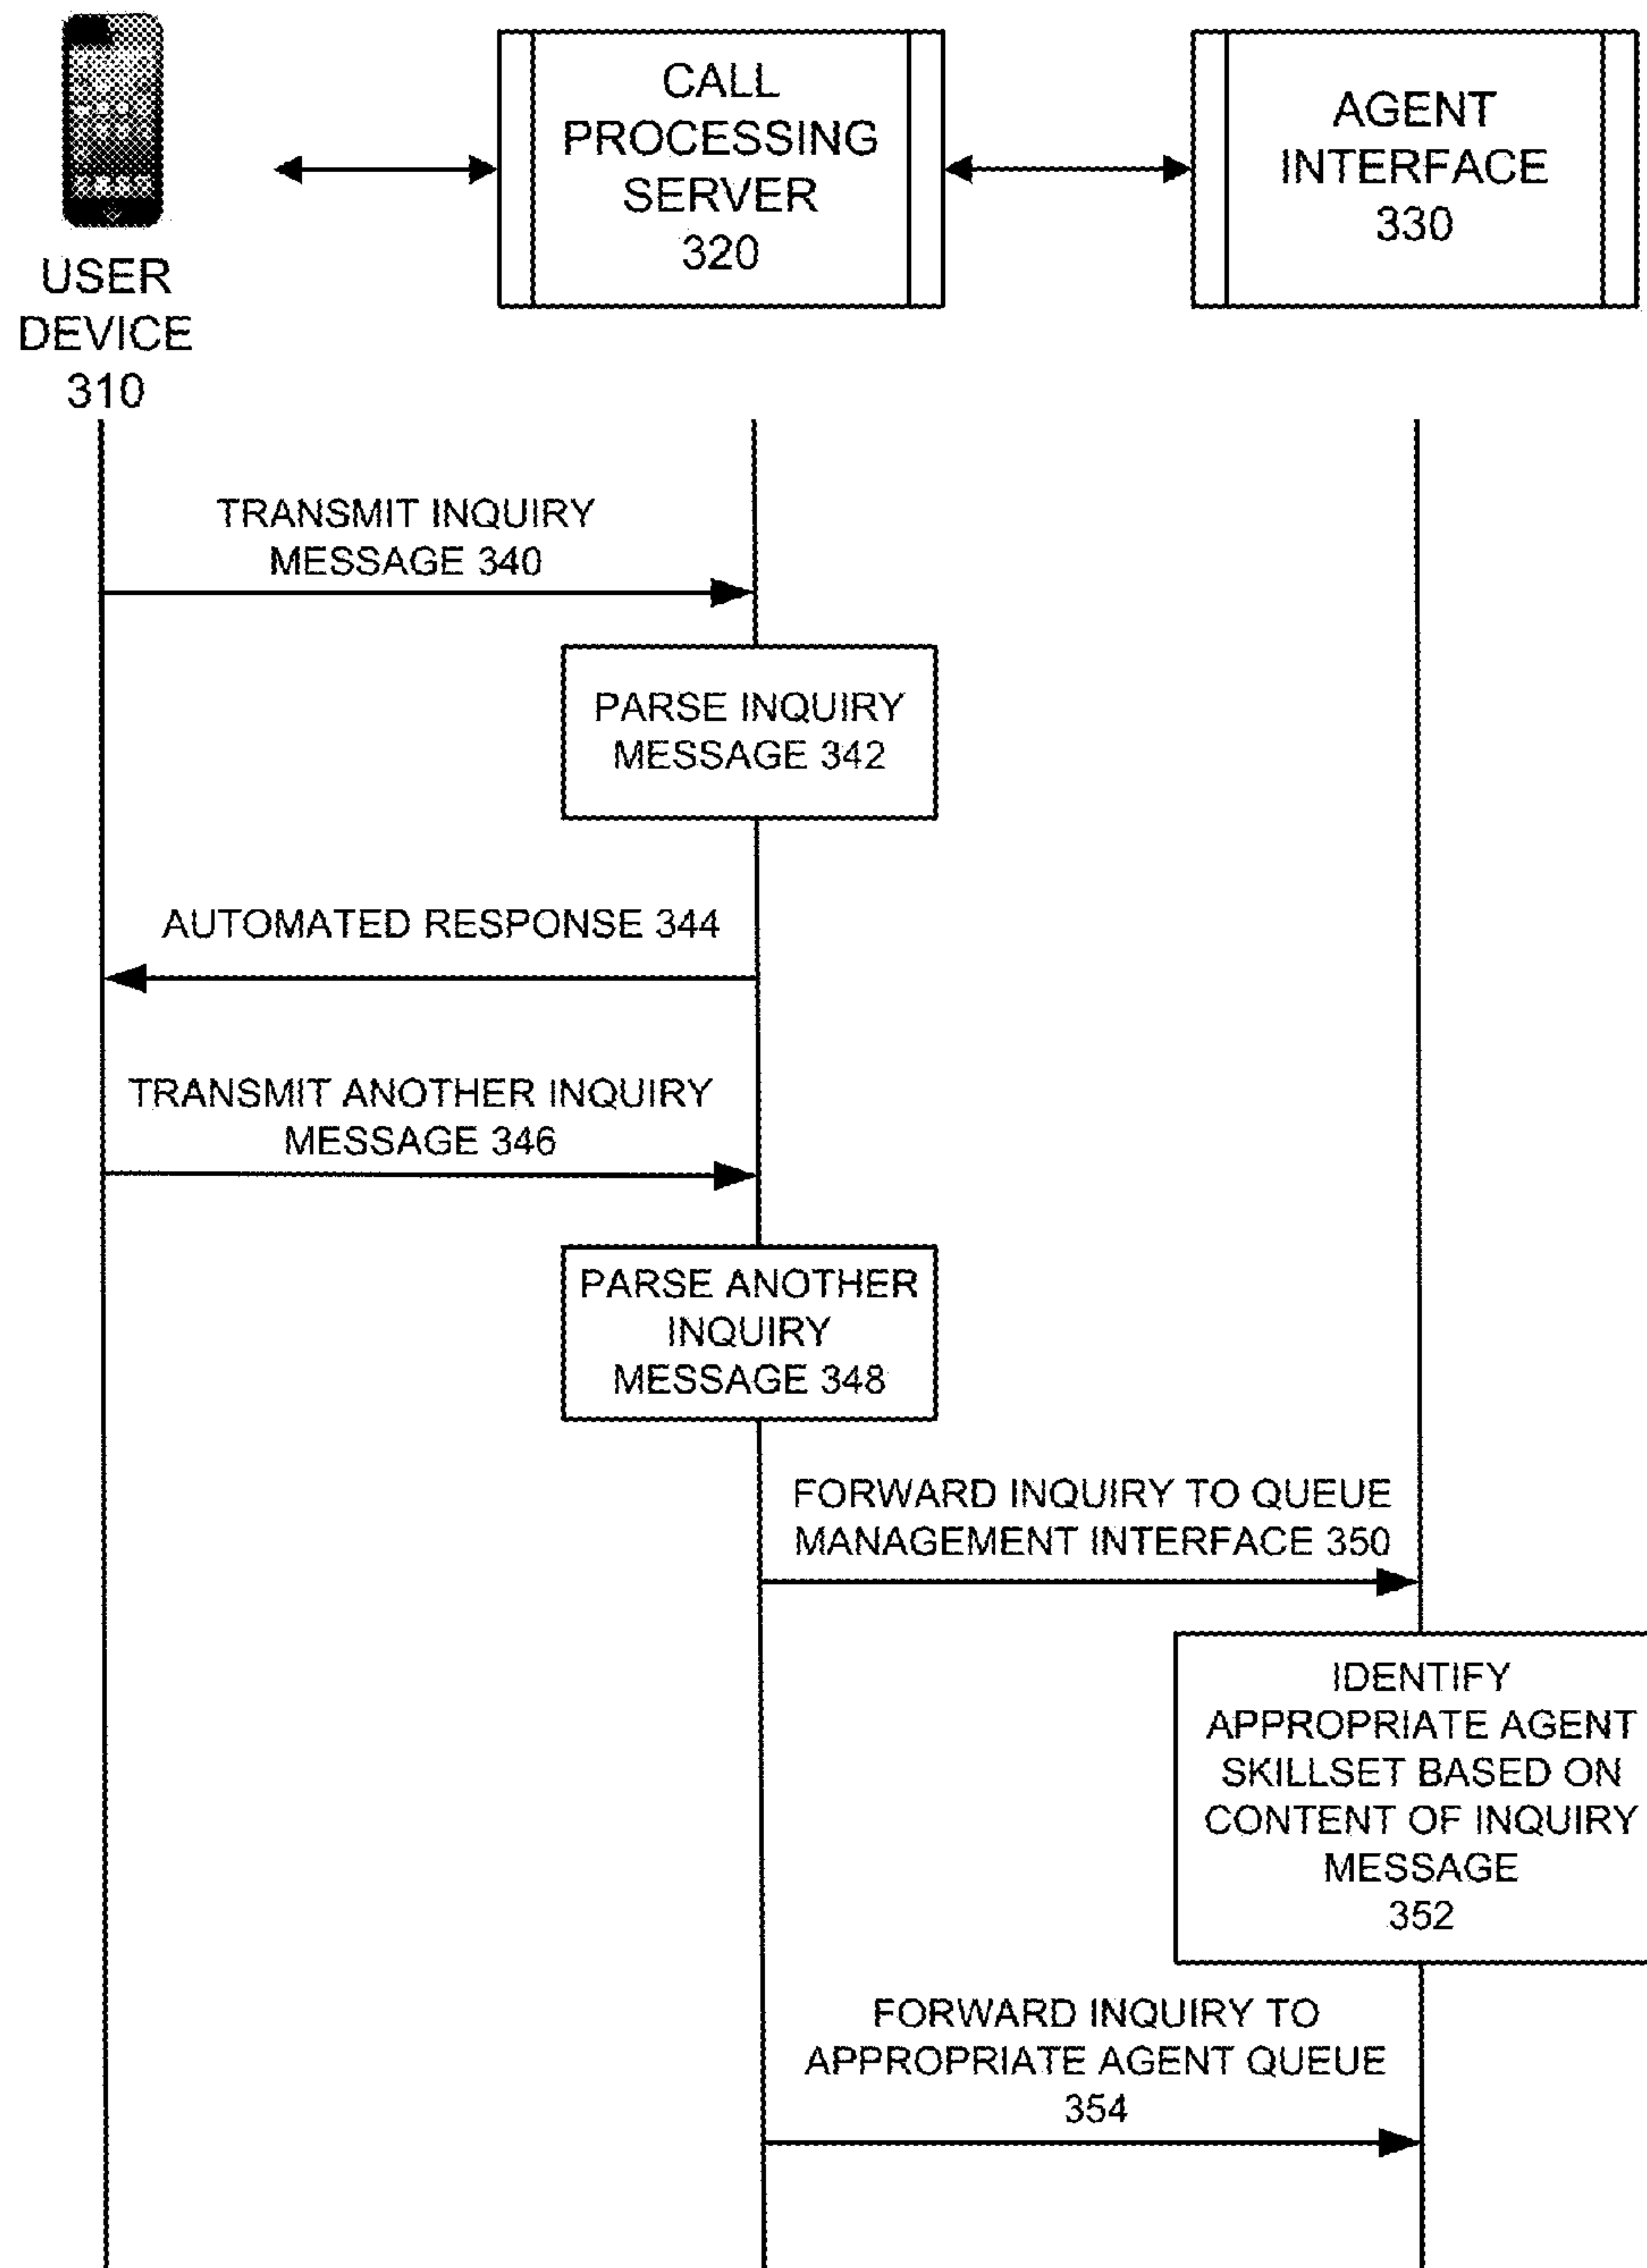 USER
DEVICE
310
CALL
PROCESSING
SERVER
320
AGENT
INTERFACE
330
TRANSMIT INQUIRY
MESSAGE 340
PARSE INQUIRY
MESSAGE 342
AUTOMATED RESPONSE 344
TRANSMIT ANOTHER INQUIRY
MESSAGE 346
PARSE ANOTHER
INQUIRY
MESSAGE 348
FORWARD INQUIRY TO QUEUE
MANAGEMENT INTERFACE 350
IDENTIFY
APPROPRIATE AGENT
SKILLSET BASED ON
CONTENT OF INQUIRY
MESSAGE
352
FORWARD INQUIRY TO
APPROPRIATE AGENT QUEUE
354